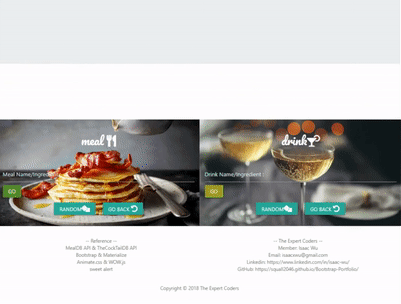 meal
drink
Meal Name/Ingredient :
Drink Name/Ingredient :
GO
GO
RANDOM
GO BACK
RANDOM
GO BACK
-- Reference --
MealDB API & TheCockTailDB API
Bootstrap & Materialize
Animate.css & WOW.js
sweet alert
-- The Expert Coders --
Member: Isaac Wu
Email: isaacwsu@gmail.com
Linkedin: https://www.linkedin.com/in/isaac-wu/
GitHub: https://squall2046.github.io/Bootstrap-Portfolio/
Copyright © 2018 The Expert Coders